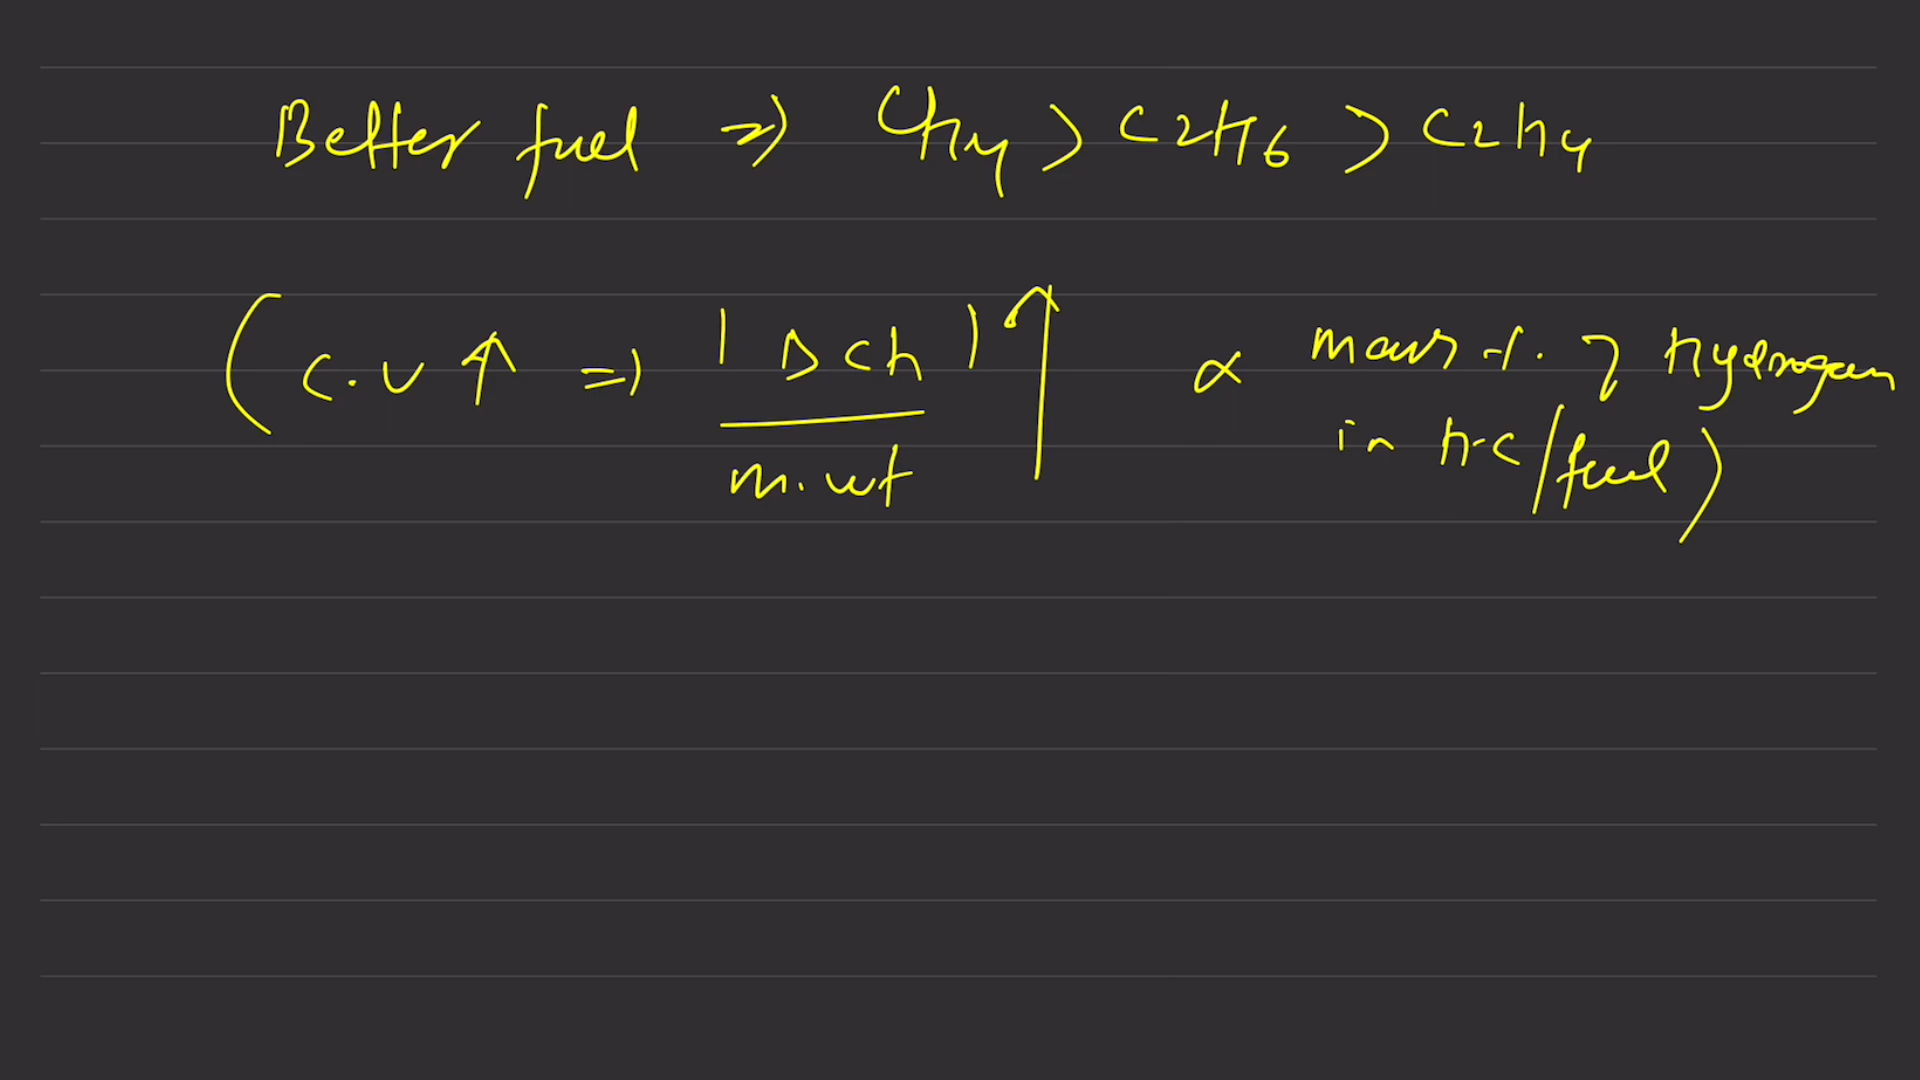 Better fuel ⇒ CH4 > C2H6 > C2H4
(C.V ↑ ⇒ |ΔCH| / m.wt ↑ ∝ mass % of Hydrogen
in H-C/fuel)